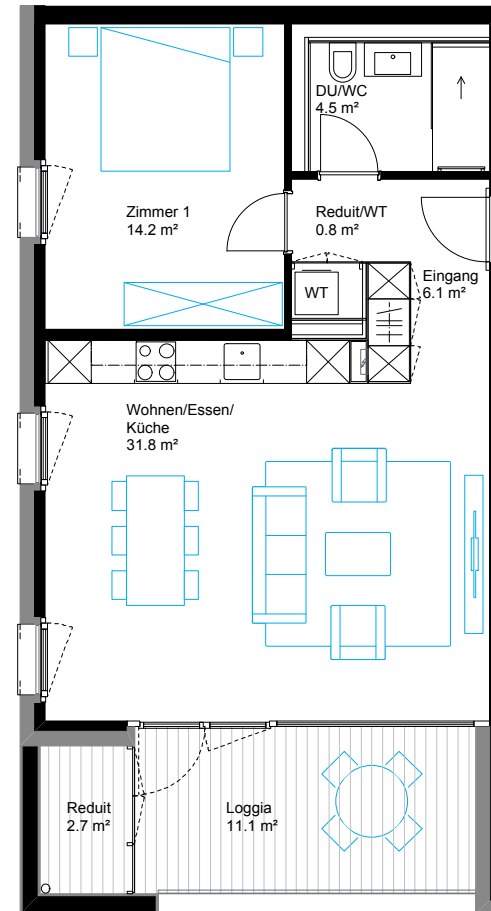 DU/WC
4.5 m²
Zimmer 1
14.2 m²
Reduit/WT
0.8 m²
Eingang
6.1 m²
WT
Wohnen/Essen/
Küche
31.8 m²
Reduit
2.7 m²
Loggia
11.1 m²